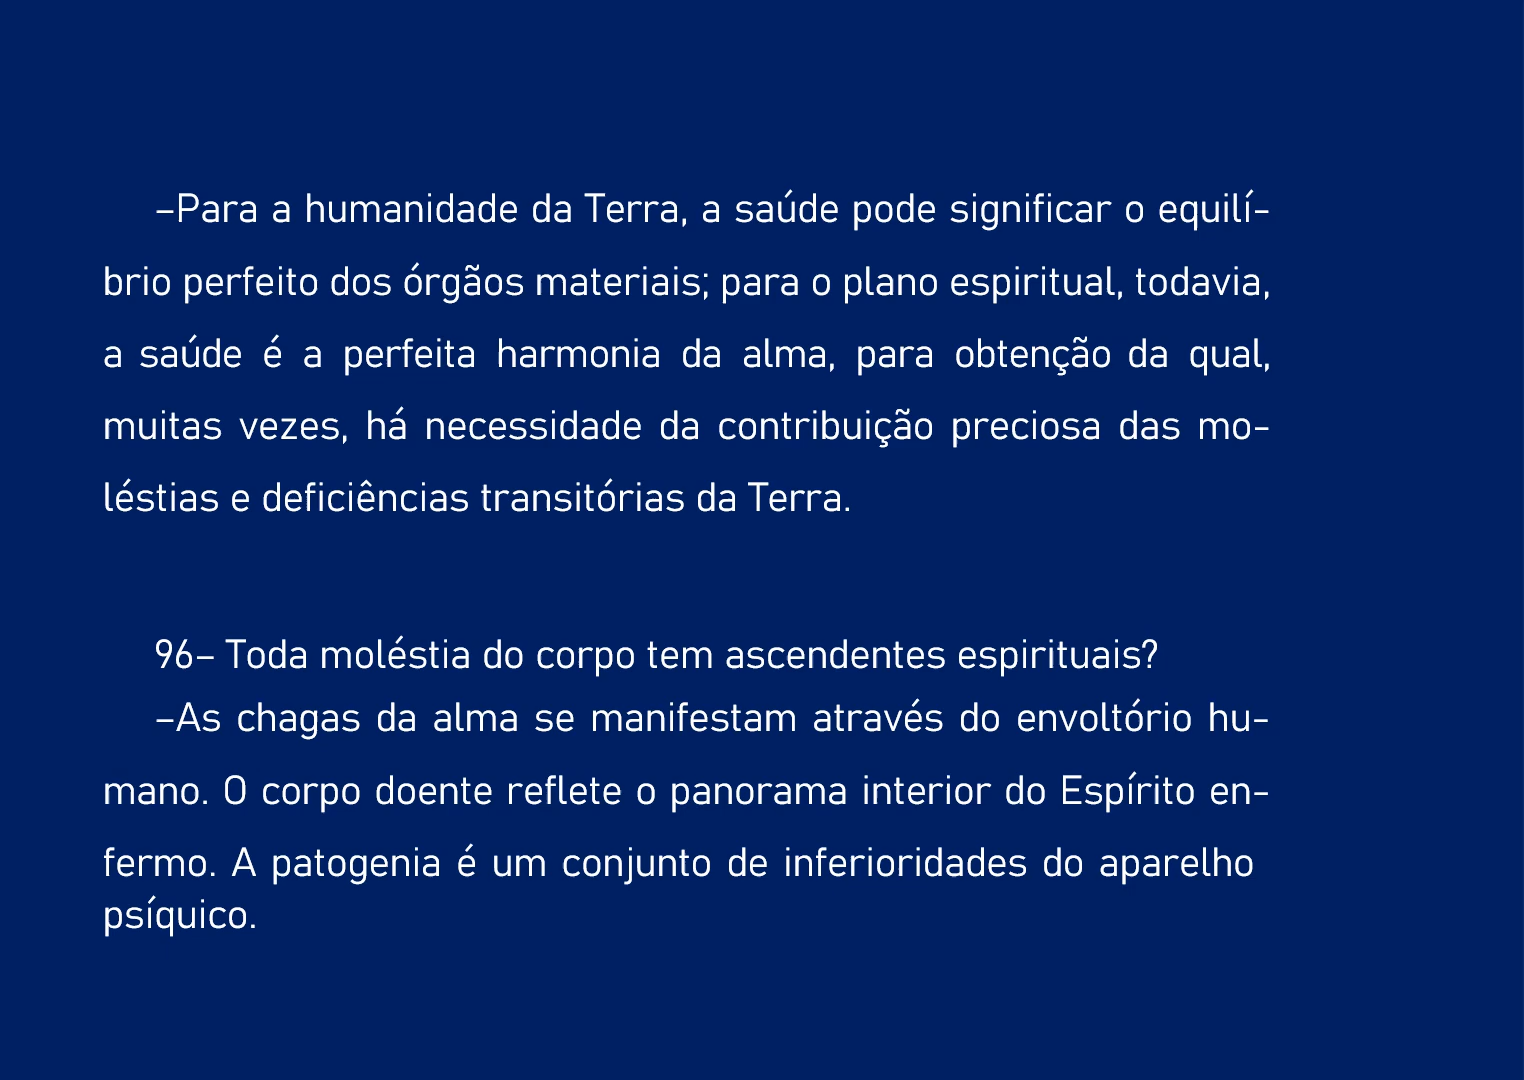 –Para a humanidade da Terra, a saúde pode significar o equilí-
brio perfeito dos órgãos materiais; para o plano espiritual, todavia,
a saúde é a perfeita harmonia da alma, para obtenção da qual,
muitas vezes, há necessidade da contribuição preciosa das mo-
léstias e deficiências transitórias da Terra.
96– Toda moléstia do corpo tem ascendentes espirituais?
–As chagas da alma se manifestam através do envoltório hu-
mano. O corpo doente reflete o panorama interior do Espírito en-
fermo. A patogenia é um conjunto de inferioridades do aparelho
psíquico.